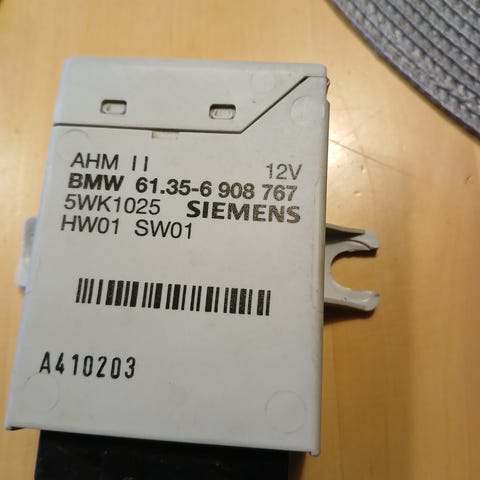 AHM II 12V
BMW 61.35-6 908 767
5WK1025 SIEMENS
HW01 SW01
A410203